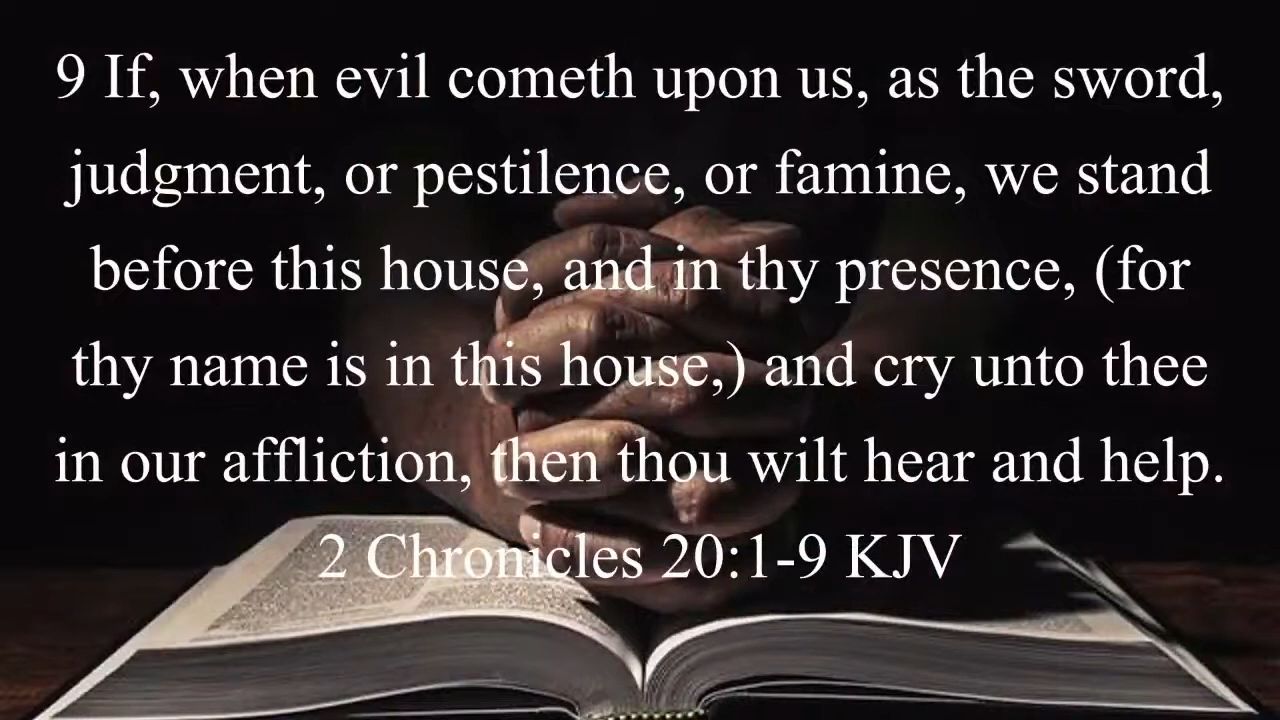 9 If, when evil cometh upon us, as the sword,
judgment, or pestilence, or famine, we stand
before this house, and in thy presence, (for
thy name is in this house,) and cry unto thee
in our affliction, then thou wilt hear and help.
2 Chronicles 20:1-9 KJV